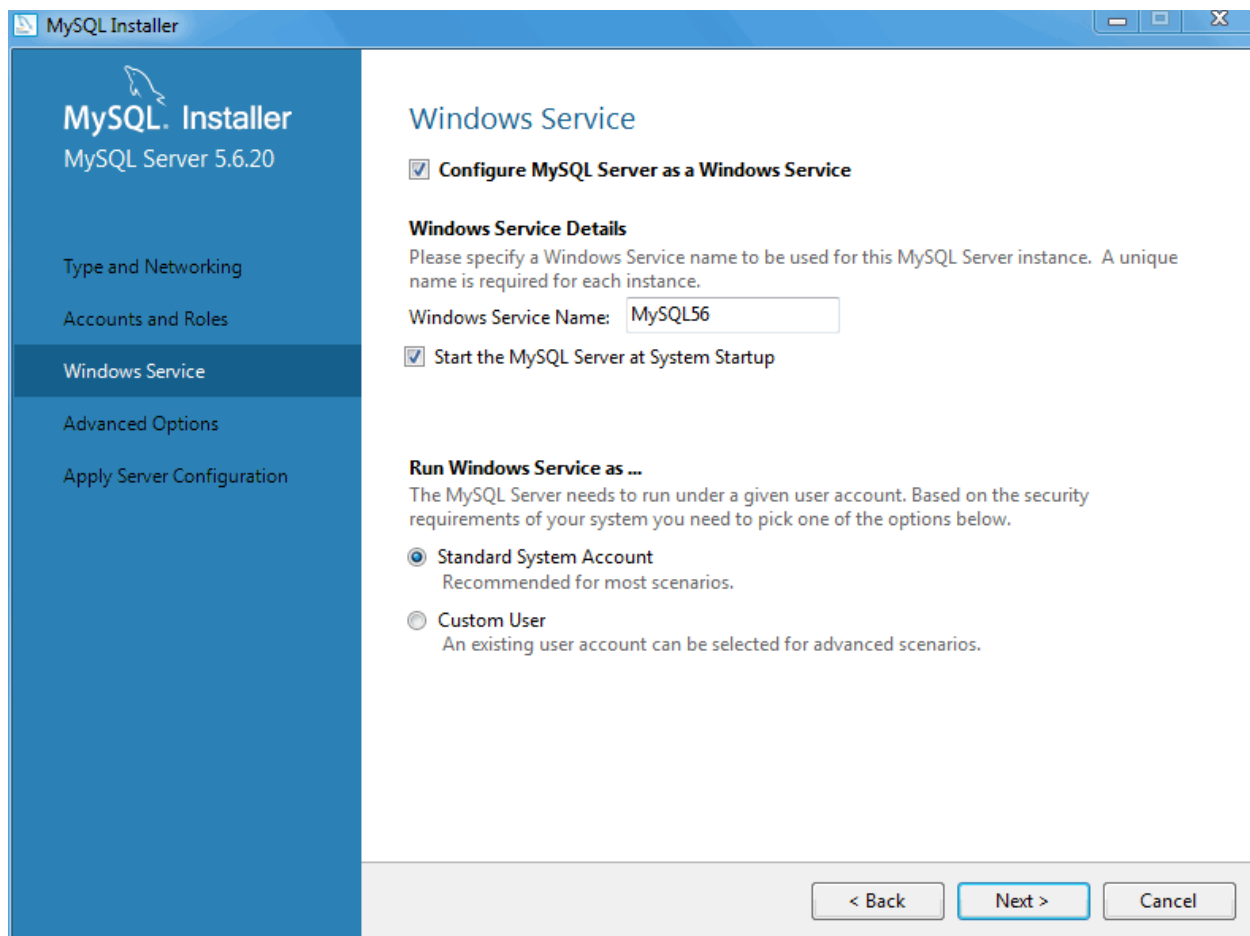 MySQL Installer
MySQL. Installer
MySQL Server 5.6.20
Type and Networking
Accounts and Roles
Windows Service
Advanced Options
Apply Server Configuration
Windows Service
Configure MySQL Server as a Windows Service
Windows Service Details
Please specify a Windows Service name to be used for this MySQL Server instance. A unique
name is required for each instance.
Windows Service Name: MySQL56
Start the MySQL Server at System Startup
Run Windows Service as ...
The MySQL Server needs to run under a given user account. Based on the security
requirements of your system you need to pick one of the options below.
Standard System Account
Recommended for most scenarios.
Custom User
An existing user account can be selected for advanced scenarios.
< Back Next > Cancel